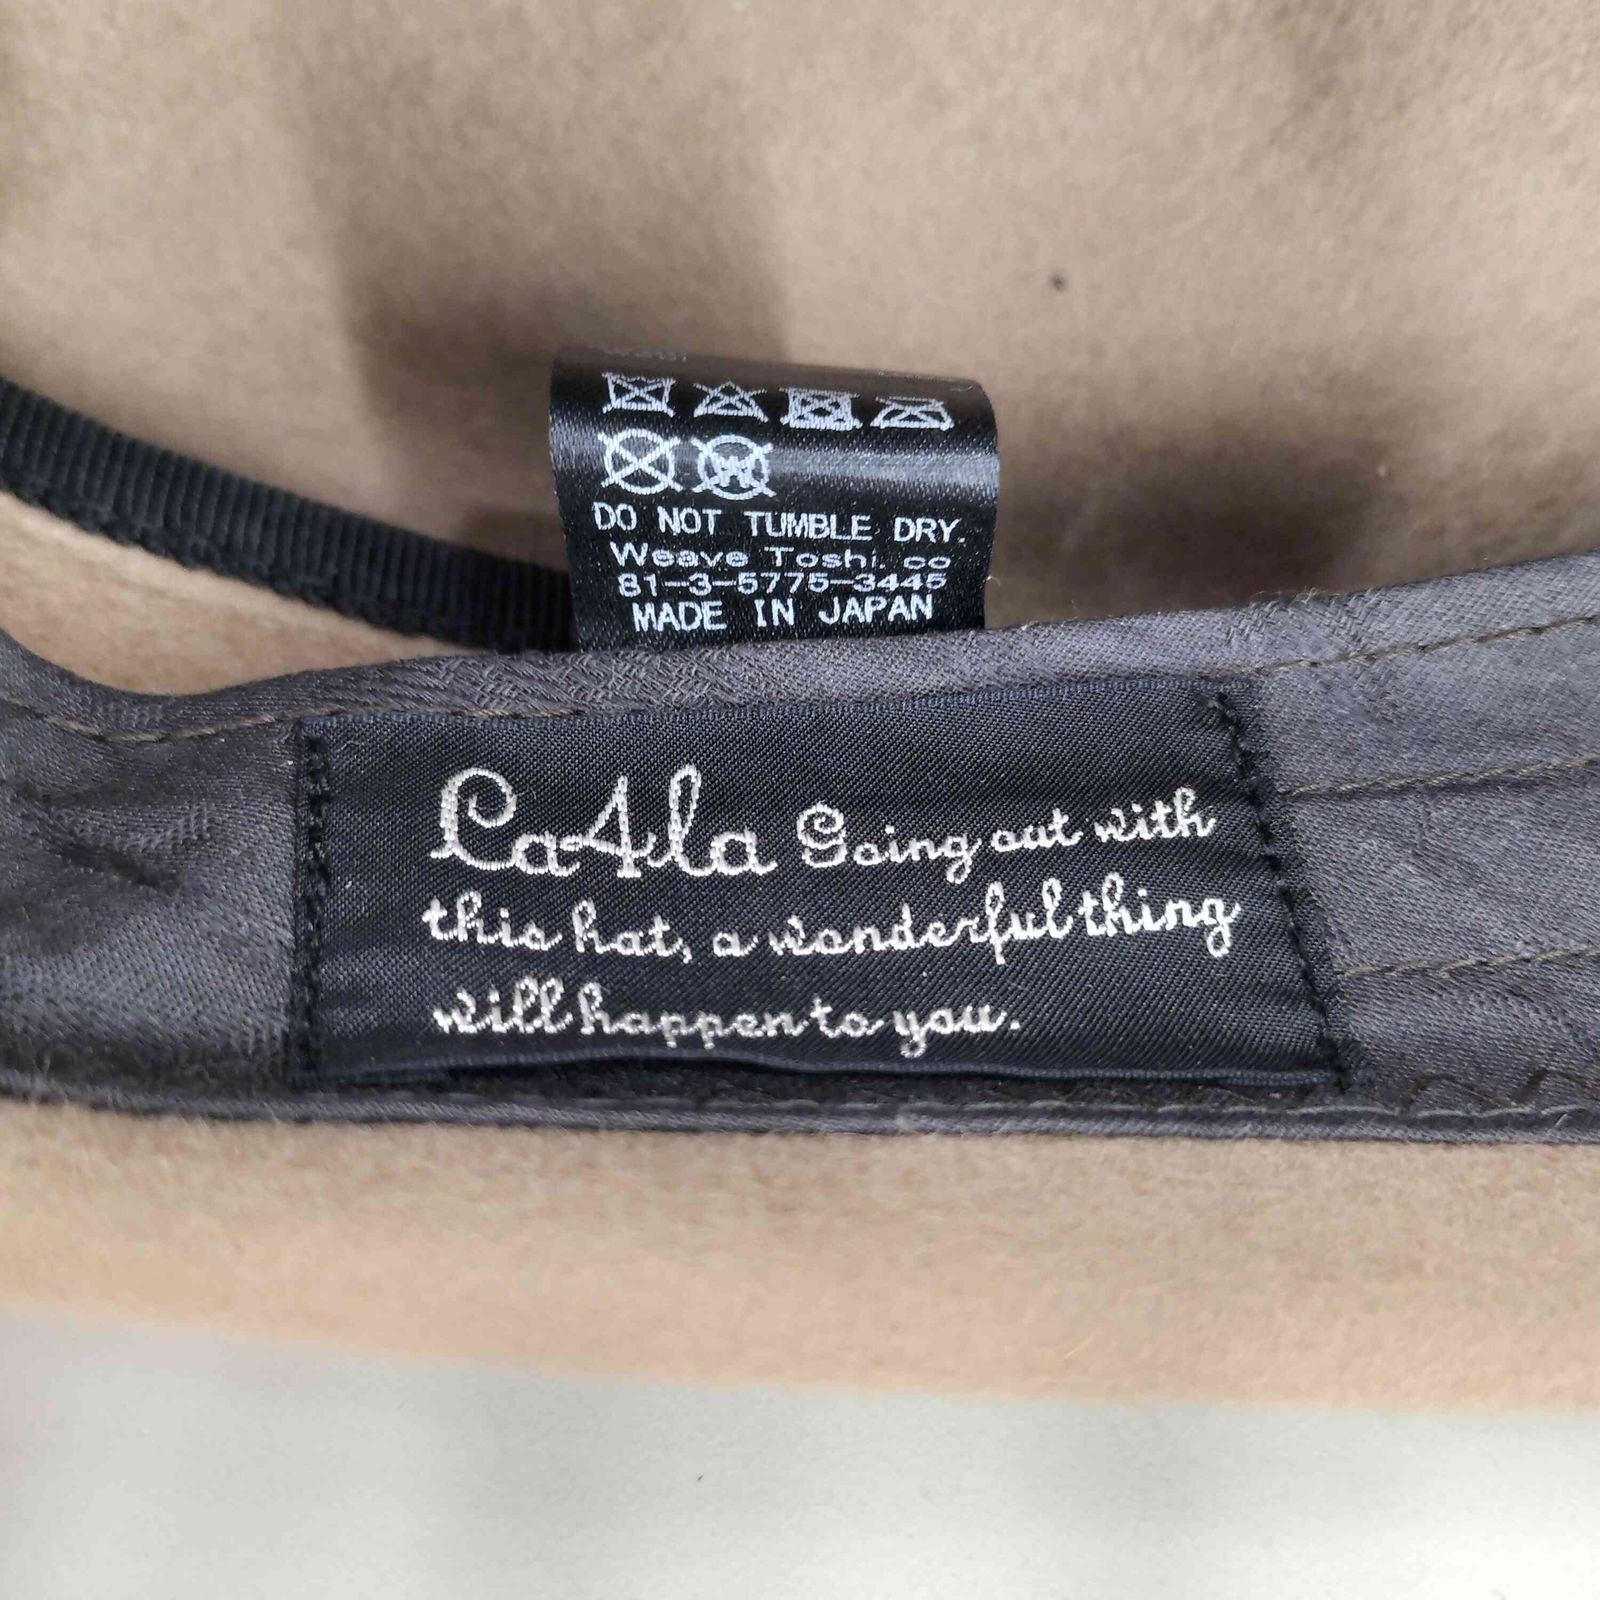 W
DO NOT TUMBLE DRY.
Weave Toshi. co
81-3-5775-3445
MADE IN JAPAN
Ca4la Going out with
this hat, a wonderful thing
will happen to you.